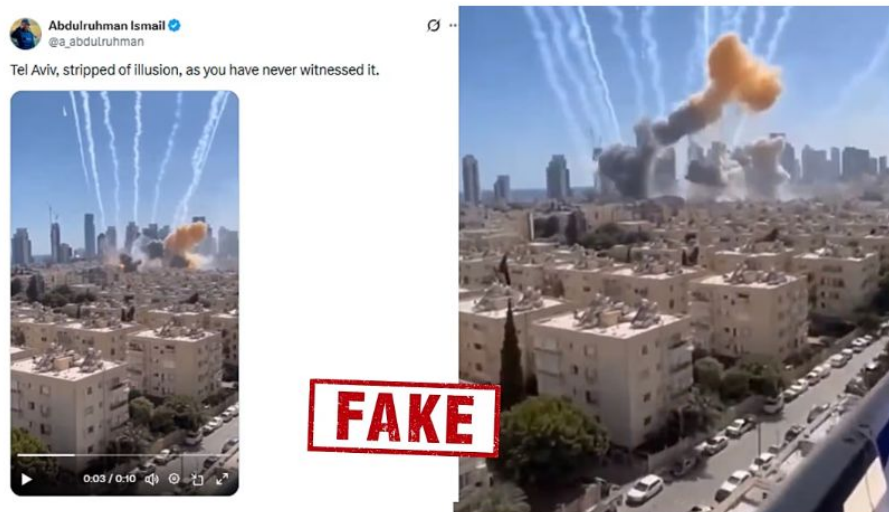 Abdulruhman Ismail
@a_abdulruhman
Tel Aviv, stripped of illusion, as you have never witnessed it.
0:03 / 0:10
FAKE